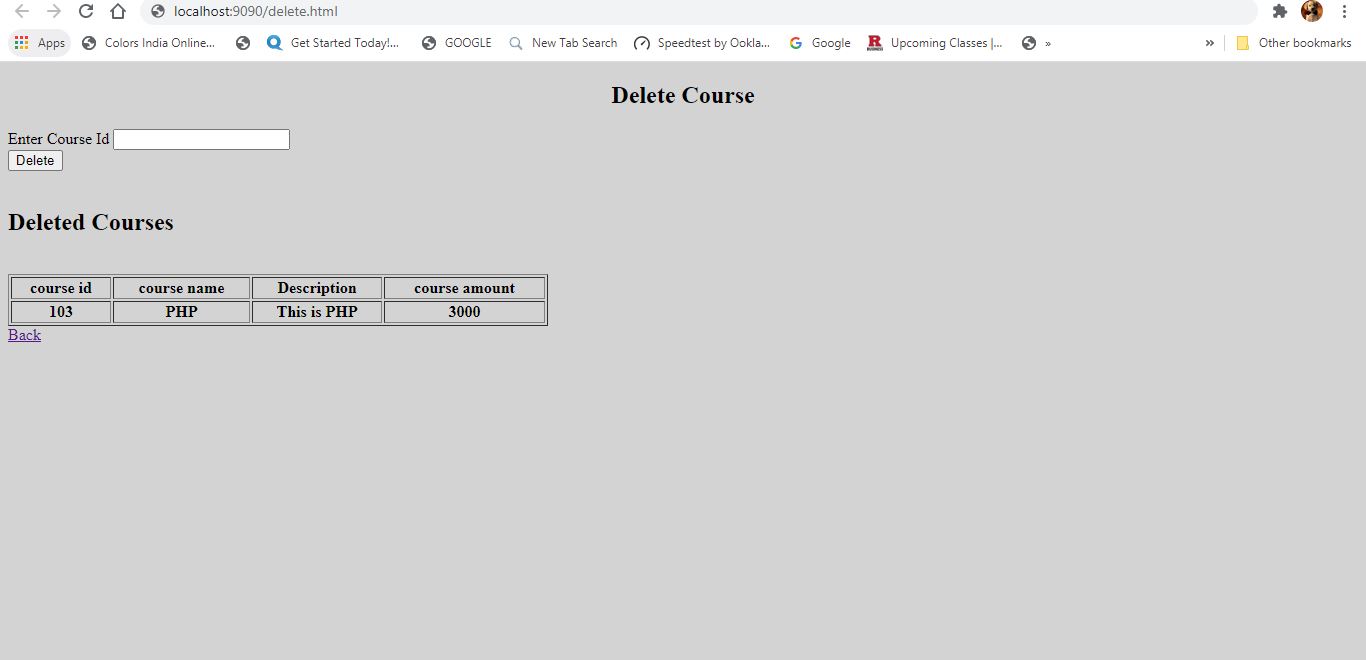 localhost:9090/delete.html
Apps Colors India Online... Get Started Today!... GOOGLE New Tab Search Speedtest by Ookla... Google R BUSINESS Upcoming Classes |... » » Other bookmarks
Delete Course
Enter Course Id
Delete
Deleted Courses
course id course name Description course amount
103 PHP This is PHP 3000
Back